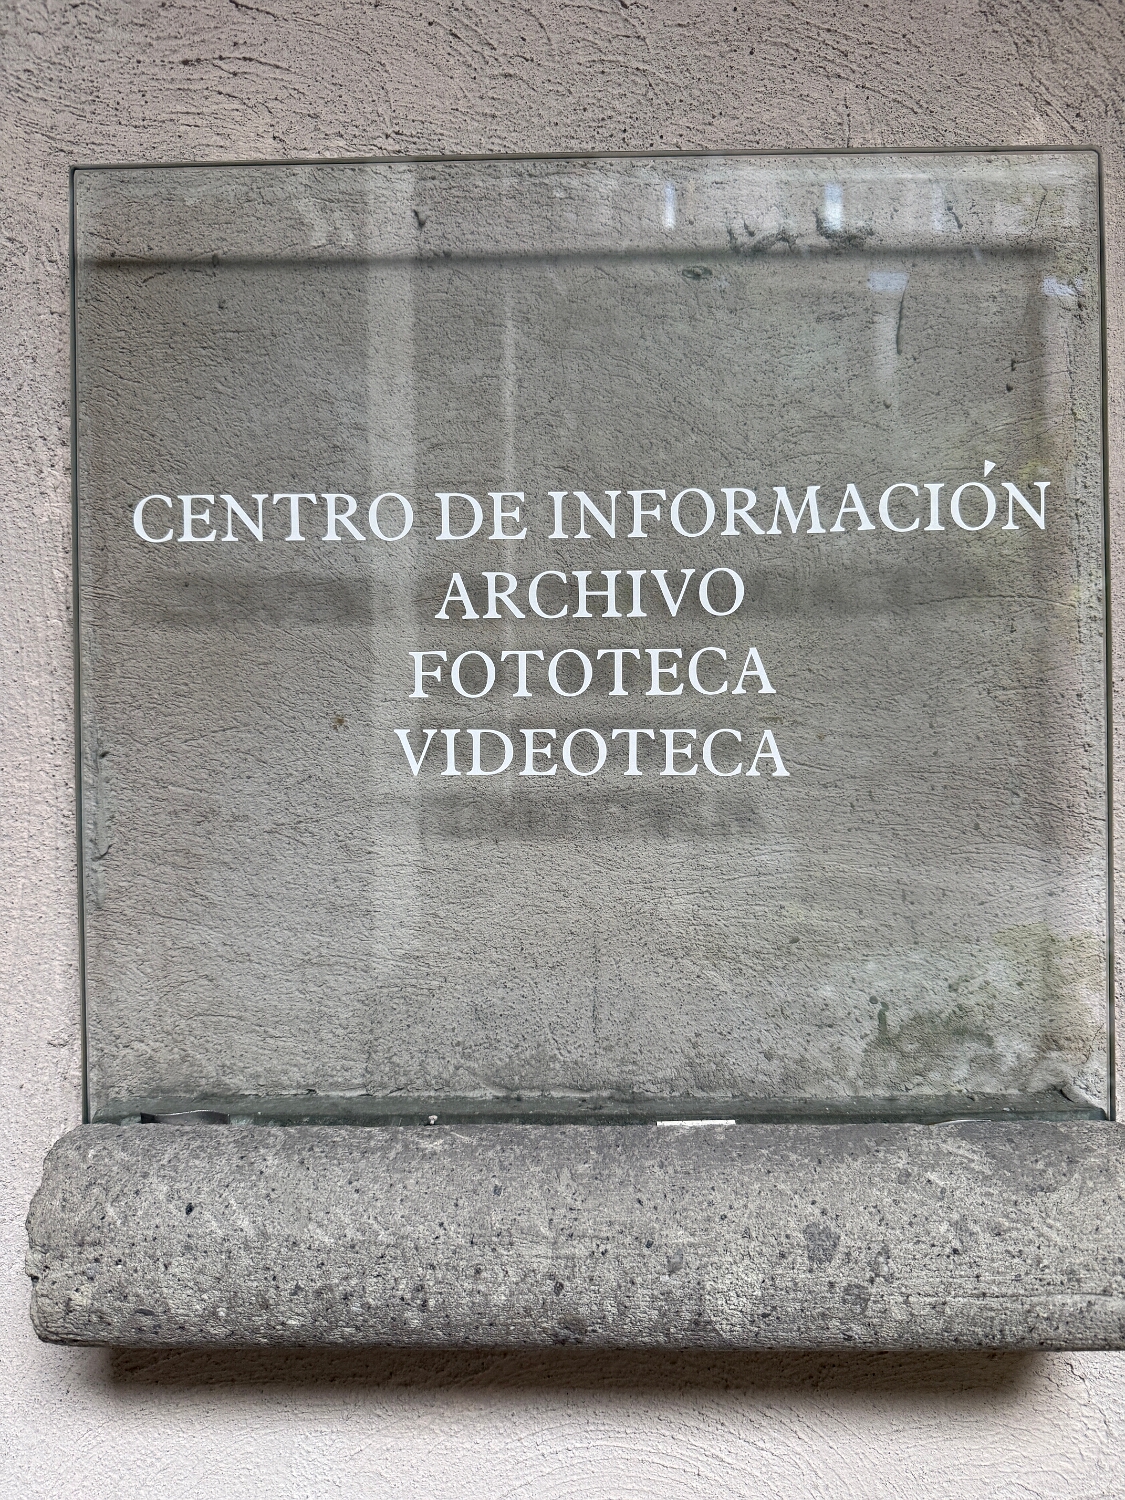 CENTRO DE INFORMACIÓN
ARCHIVO
FOTOTECA
VIDEOTECA